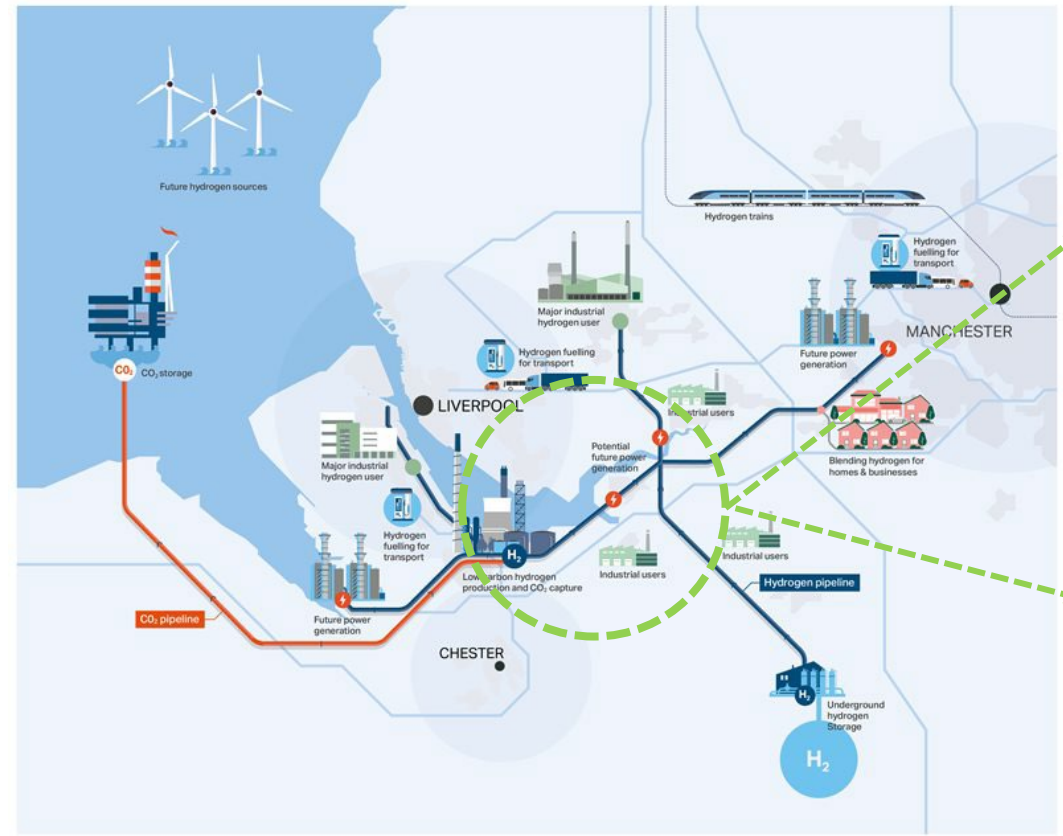 Future hydrogen sources
Hydrogen trains
Hydrogen
fuelling for
transport
MANCHESTER
Major industrial
hydrogen user
Future power
generation
CO₂
CO₂ storage
Hydrogen fuelling
for transport
LIVERPOOL
Industrial users
Potential
future power
generation
Blending hydrogen for
homes & businesses
Major industrial
hydrogen user
Hydrogen
fuelling for
transport
H₂
Industrial users
Industrial users
Low carbon hydrogen
production and CO₂ capture
Hydrogen pipeline
CO₂ pipeline
Future power
generation
CHESTER
H₂
Underground
hydrogen
Storage
H₂